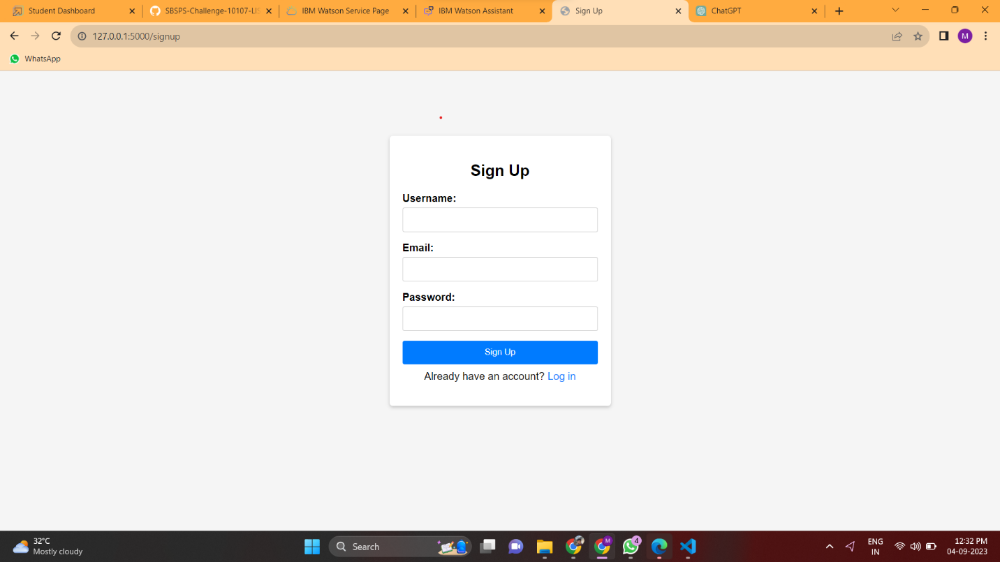 Student Dashboard
SBSPS-Challenge-10107-LIS
IBM Watson Service Page
IBM Watson Assistant
Sign Up
ChatGPT
127.0.0.1:5000/signup
M
WhatsApp
Sign Up
Username:
Email:
Password:
Sign Up
Already have an account? Log in
32°C
Mostly cloudy
Search
M
4
ENG
IN
12:32 PM
04-09-2023